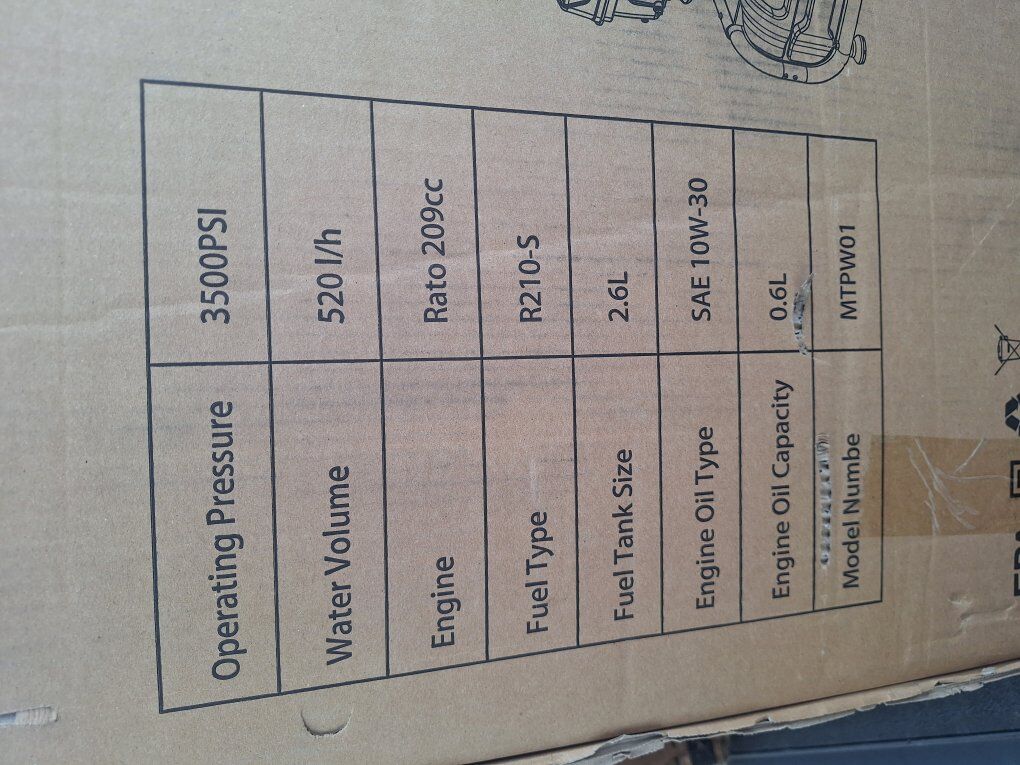 Operating Pressure 3500PSI
Water Volume 520 l/h
Engine Rato 209cc
Fuel Type R210-S
Fuel Tank Size 2.6L
Engine Oil Type SAE 10W-30
Engine Oil Capacity 0.6L
Model Numbe MTPW01